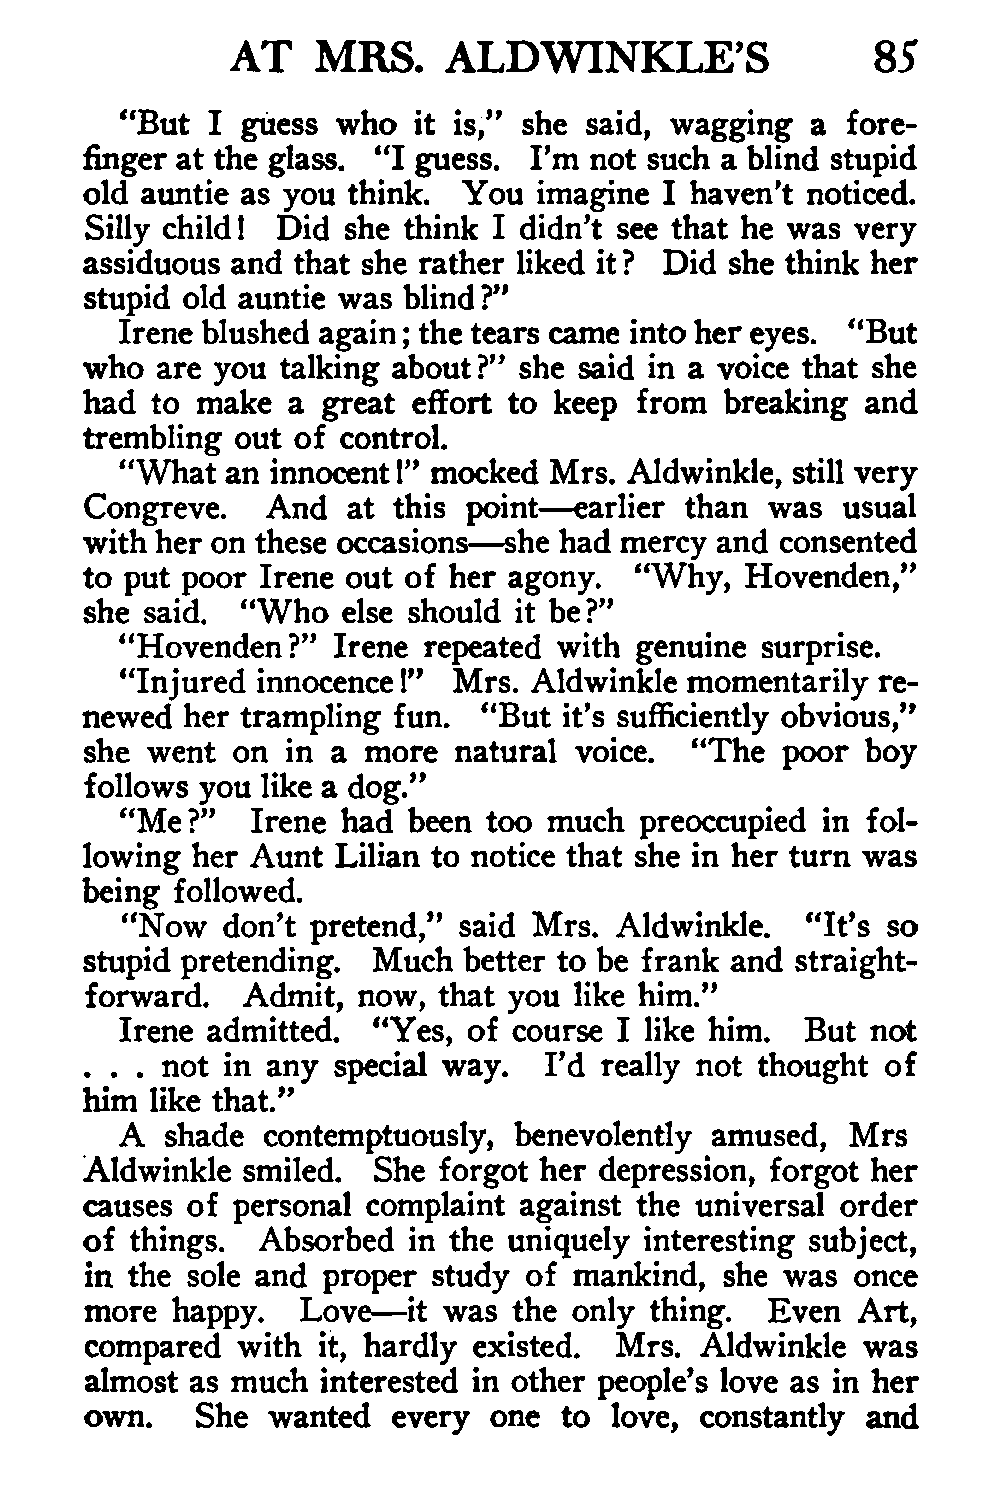 AT MRS. ALDWINKLE'S 85
“But I guess who it is,” she said, wagging a fore-
finger at the glass. “I guess. I'm not such a blind stupid
old auntie as you think. You imagine I haven't noticed.
Silly child! Did she think I didn't see that he was very
assiduous and that she rather liked it? Did she think her
stupid old auntie was blind?”
Irene blushed again; the tears came into her eyes. “But
who are you talking about?” she said in a voice that she
had to make a great effort to keep from breaking and
trembling out of control.
“What an innocent!” mocked Mrs. Aldwinkle, still very
Congreve. And at this point—earlier than was usual
with her on these occasions—she had mercy and consented
to put poor Irene out of her agony. “Why, Hovenden,”
she said. “Who else should it be?”
“Hovenden?” Irene repeated with genuine surprise.
“Injured innocence!” Mrs. Aldwinkle momentarily re-
newed her trampling fun. “But it's sufficiently obvious,”
she went on in a more natural voice. “The poor boy
follows you like a dog.”
“Me?” Irene had been too much preoccupied in fol-
lowing her Aunt Lilian to notice that she in her turn was
being followed.
“Now don't pretend,” said Mrs. Aldwinkle. “It's so
stupid pretending. Much better to be frank and straight-
forward. Admit, now, that you like him.”
Irene admitted. “Yes, of course I like him. But not
. . . not in any special way. I'd really not thought of
him like that.”
A shade contemptuously, benevolently amused, Mrs
Aldwinkle smiled. She forgot her depression, forgot her
causes of personal complaint against the universal order
of things. Absorbed in the uniquely interesting subject,
in the sole and proper study of mankind, she was once
more happy. Love—it was the only thing. Even Art,
compared with it, hardly existed. Mrs. Aldwinkle was
almost as much interested in other people's love as in her
own. She wanted every one to love, constantly and